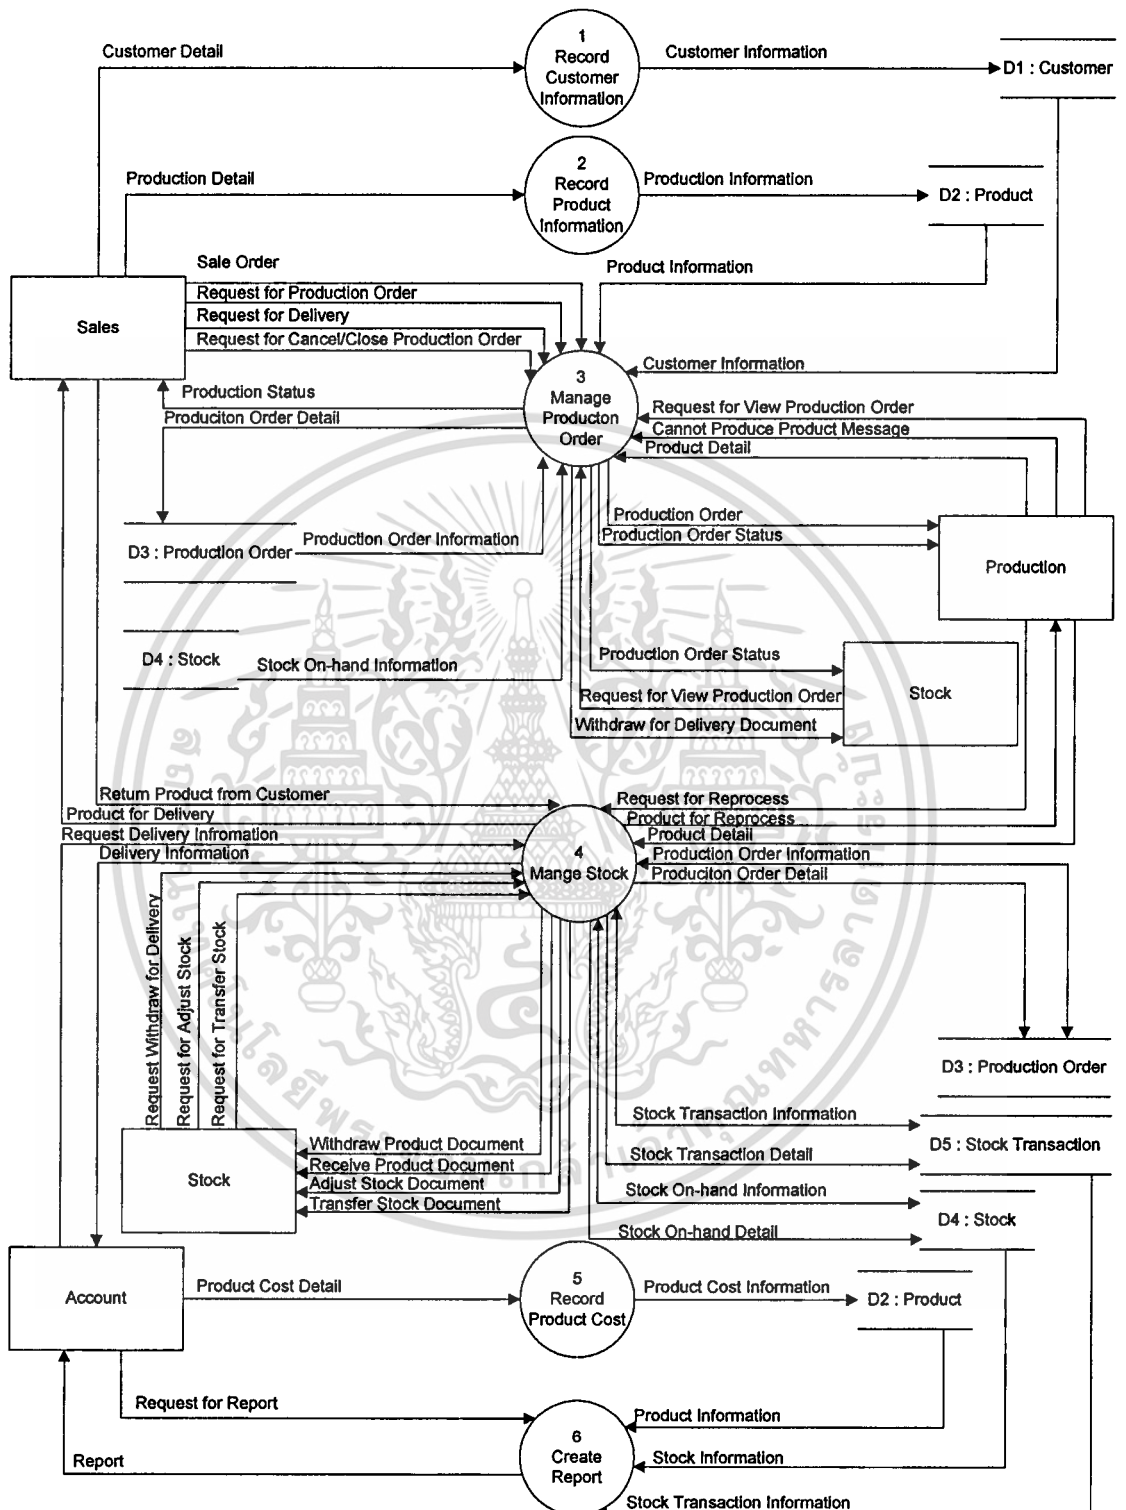 Customer Detail
1
Record
Customer
Information
Customer Information
D1 : Customer
Production Detail
2
Record
Product
Information
Production Information
D2 : Product
Sale Order
Product Information
Request for Production Order
Sales
Request for Delivery
Request for Cancel/Close Production Order
Customer Information
3
Manage
Producton
Order
Production Status
Produciton Order Detail
Request for View Production Order
Cannot Produce Product Message
Product Detail
Production Order
Production Order Status
D3 : Production Order
Production Order Information
Production
D4 : Stock
Stock On-hand Information
Production Order Status
Request for View Production Order
Withdraw for Delivery Document
Stock
Return Product from Customer
Product for Delivery
Request Delivery Infromation
Delivery Information
Request for Reprocess
Product for Reprocess
Product Detail
Production Order Information
Produciton Order Detail
4
Mange Stock
Request Withdraw for Delivery
Request for Adjust Stock
Request for Transfer Stock
D3 : Production Order
Stock Transaction Information
D5 : Stock Transaction
Stock Transaction Detail
Stock
Withdraw Product Document
Receive Product Document
Adjust Stock Document
Transfer Stock Document
Stock On-hand Information
D4 : Stock
Stock On-hand Detail
Account
Product Cost Detail
5
Record
Product Cost
Product Cost Information
D2 : Product
Request for Report
Product Information
6
Create
Report
Report
Stock Information
Stock Transaction Information